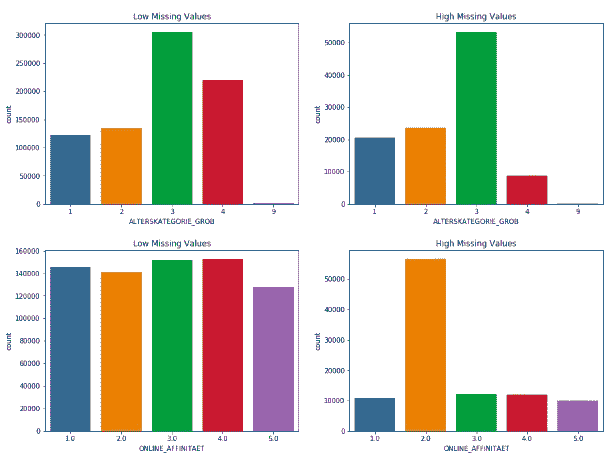 Low Missing Values
300000
250000
200000
150000
100000
50000
0
count
1 2 3 4 9
ALTERSKATEGORIE_GROB
High Missing Values
50000
40000
30000
20000
10000
0
count
1 2 3 4 9
ALTERSKATEGORIE_GROB
Low Missing Values
160000
140000
120000
100000
80000
60000
40000
20000
0
count
1.0 2.0 3.0 4.0 5.0
ONLINE_AFFINITAET
High Missing Values
50000
40000
30000
20000
10000
0
count
1.0 2.0 3.0 4.0 5.0
ONLINE_AFFINITAET